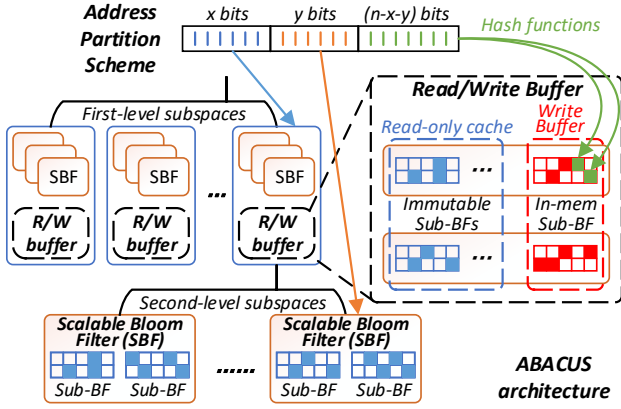 Address
Partition
Scheme
x bits
y bits
(n-x-y) bits
Hash functions
First-level subspaces
SBF
SBF
...
SBF
R/W
buffer
R/W
buffer
R/W
buffer
Read/Write Buffer
Read-only cache
Write
Buffer
...
Immutable
Sub-BFs
In-mem
Sub-BF
...
Second-level subspaces
Scalable Bloom
Filter (SBF)
Sub-BF
Sub-BF
......
Scalable Bloom
Filter (SBF)
Sub-BF
Sub-BF
ABACUS
architecture